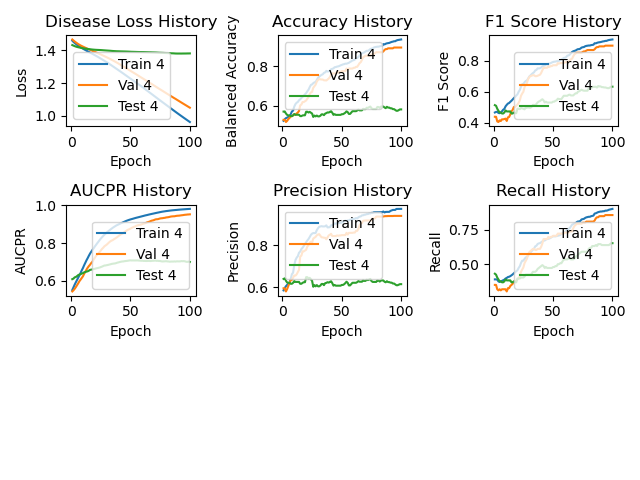 Disease Loss History
Loss
1.4
1.2
1.0
0
50
100
Epoch
Train 4
Val 4
Test 4
Accuracy History
Balanced Accuracy
0.8
0.6
0
50
100
Epoch
Train 4
Val 4
Test 4
F1 Score History
F1 Score
0.8
0.6
0.4
0
50
100
Epoch
Train 4
Val 4
Test 4
AUCPR History
AUCPR
1.0
0.8
0.6
0
50
100
Epoch
Train 4
Val 4
Test 4
Precision History
Precision
0.8
0.6
0
50
100
Epoch
Train 4
Val 4
Test 4
Recall History
Recall
0.75
0.50
0
50
100
Epoch
Train 4
Val 4
Test 4